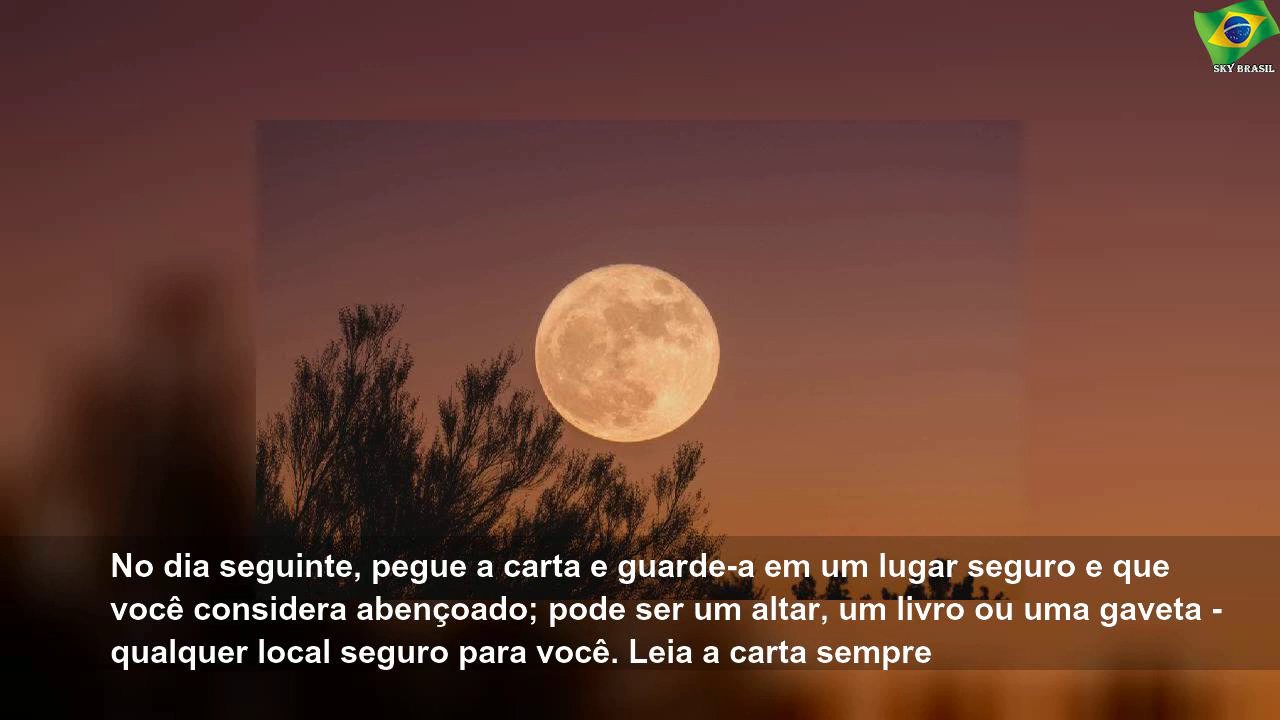 SKY BRASIL
No dia seguinte, pegue a carta e guarde-a em um lugar seguro e que
você considera abençoado; pode ser um altar, um livro ou uma gaveta -
qualquer local seguro para você. Leia a carta sempre